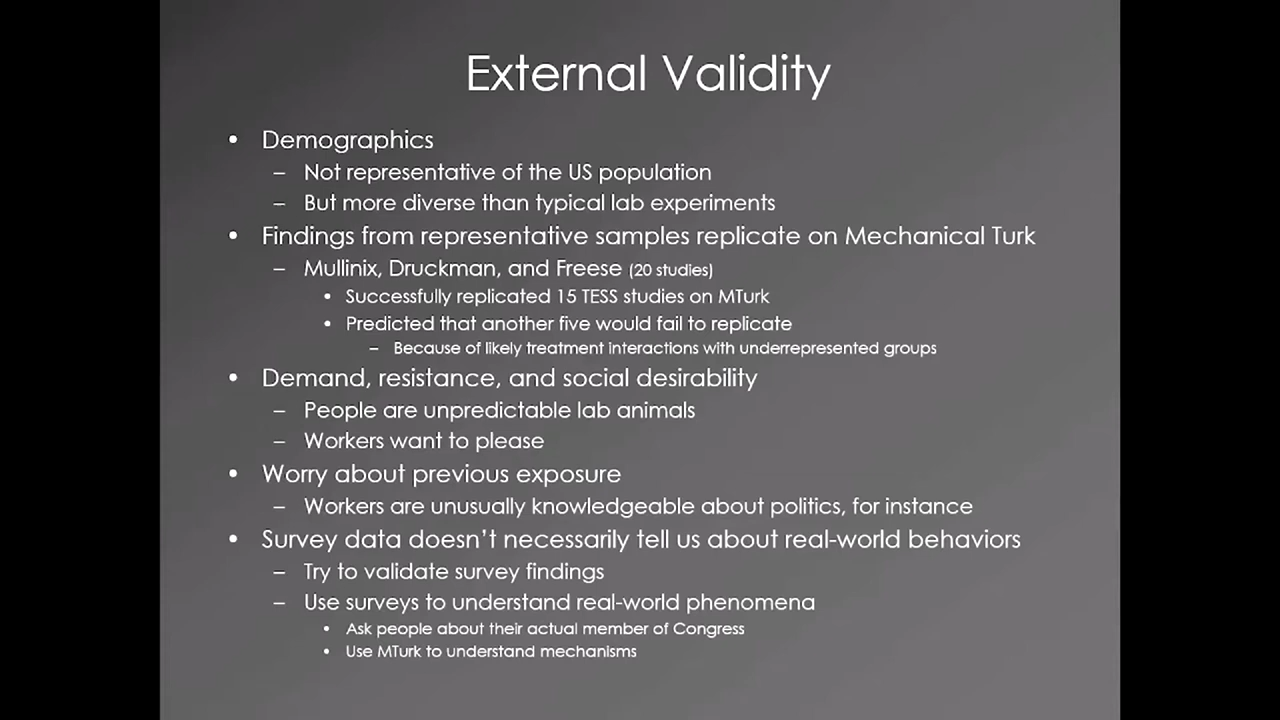 External Validity
• Demographics
– Not representative of the US population
– But more diverse than typical lab experiments
• Findings from representative samples replicate on Mechanical Turk
– Mullinix, Druckman, and Freese (20 studies)
• Successfully replicated 15 TESS studies on MTurk
• Predicted that another five would fail to replicate
– Because of likely treatment interactions with underrepresented groups
• Demand, resistance, and social desirability
– People are unpredictable lab animals
– Workers want to please
• Worry about previous exposure
– Workers are unusually knowledgeable about politics, for instance
• Survey data doesn’t necessarily tell us about real-world behaviors
– Try to validate survey findings
– Use surveys to understand real-world phenomena
• Ask people about their actual member of Congress
• Use MTurk to understand mechanisms